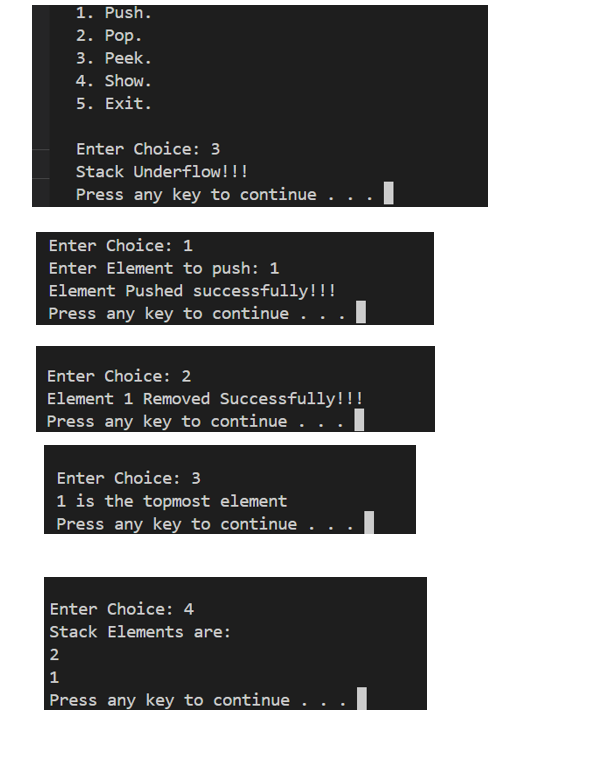 1. Push.
2. Pop.
3. Peek.
4. Show.
5. Exit.
Enter Choice: 3
Stack Underflow!!!
Press any key to continue . . .
Enter Choice: 1
Enter Element to push: 1
Element Pushed successfully!!!
Press any key to continue . . .
Enter Choice: 2
Element 1 Removed Successfully!!!
Press any key to continue . . .
Enter Choice: 3
1 is the topmost element
Press any key to continue . . .
Enter Choice: 4
Stack Elements are:
2
1
Press any key to continue . . .